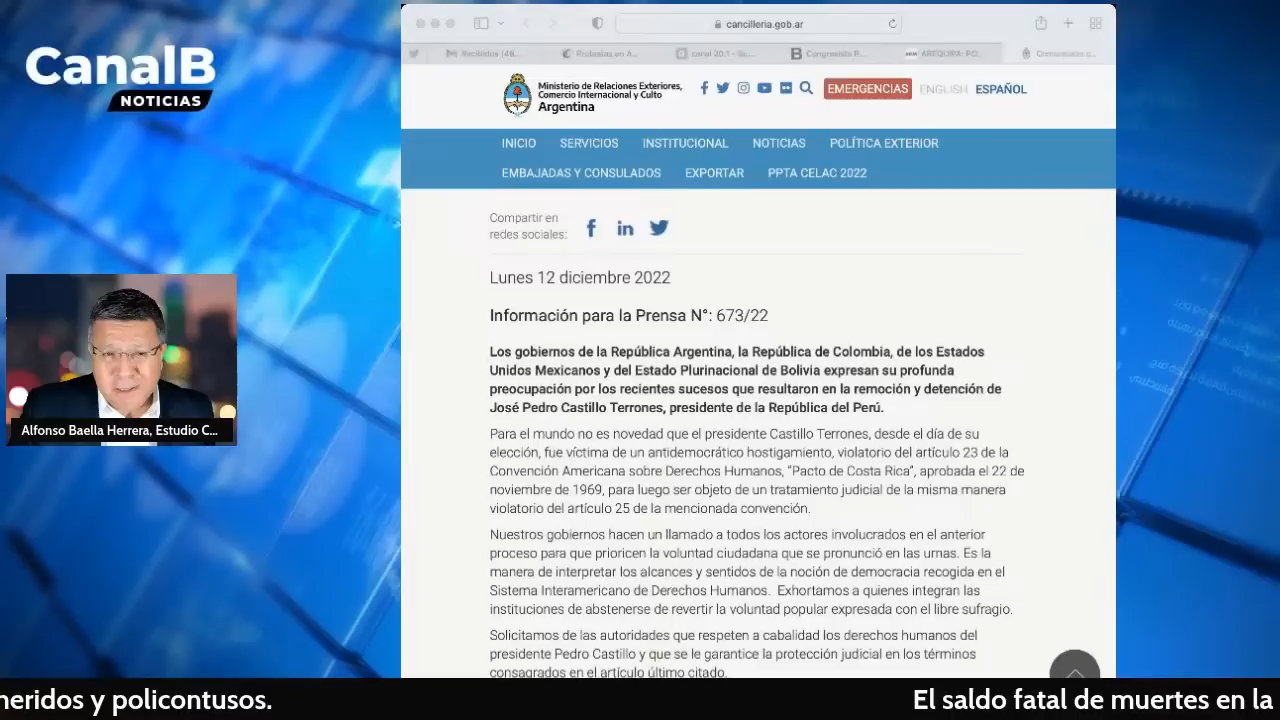 CanalB
NOTICIAS
cancilleria.gob.ar
Recibidos (46...
Protestas en A...
canal 20.1 - Bu...
Congresista P...
AREQUIPA: PO...
Comunicado c...
Ministerio de Relaciones Exteriores,
Comercio Internacional y Culto
Argentina
EMERGENCIAS
ENGLISH
ESPAÑOL
INICIO SERVICIOS INSTITUCIONAL NOTICIAS POLÍTICA EXTERIOR
EMBAJADAS Y CONSULADOS EXPORTAR PPTA CELAC 2022
Compartir en
redes sociales:
Lunes 12 diciembre 2022
Información para la Prensa N°: 673/22
Los gobiernos de la República Argentina, la República de Colombia, de los Estados
Unidos Mexicanos y del Estado Plurinacional de Bolivia expresan su profunda
preocupación por los recientes sucesos que resultaron en la remoción y detención de
José Pedro Castillo Terrones, presidente de la República del Perú.
Para el mundo no es novedad que el presidente Castillo Terrones, desde el día de su
elección, fue víctima de un antidemocrático hostigamiento, violatorio del artículo 23 de la
Convención Americana sobre Derechos Humanos, “Pacto de Costa Rica”, aprobada el 22 de
noviembre de 1969, para luego ser objeto de un tratamiento judicial de la misma manera
violatorio del artículo 25 de la mencionada convención.
Nuestros gobiernos hacen un llamado a todos los actores involucrados en el anterior
proceso para que prioricen la voluntad ciudadana que se pronunció en las urnas. Es la
manera de interpretar los alcances y sentidos de la noción de democracia recogida en el
Sistema Interamericano de Derechos Humanos. Exhortamos a quienes integran las
instituciones de abstenerse de revertir la voluntad popular expresada con el libre sufragio.
Solicitamos de las autoridades que respeten a cabalidad los derechos humanos del
presidente Pedro Castillo y que se le garantice la protección judicial en los términos
consagrados en el artículo último citado.
Alfonso Baella Herrera, Estudio C...
heridos y policontusos.
El saldo fatal de muertes en la